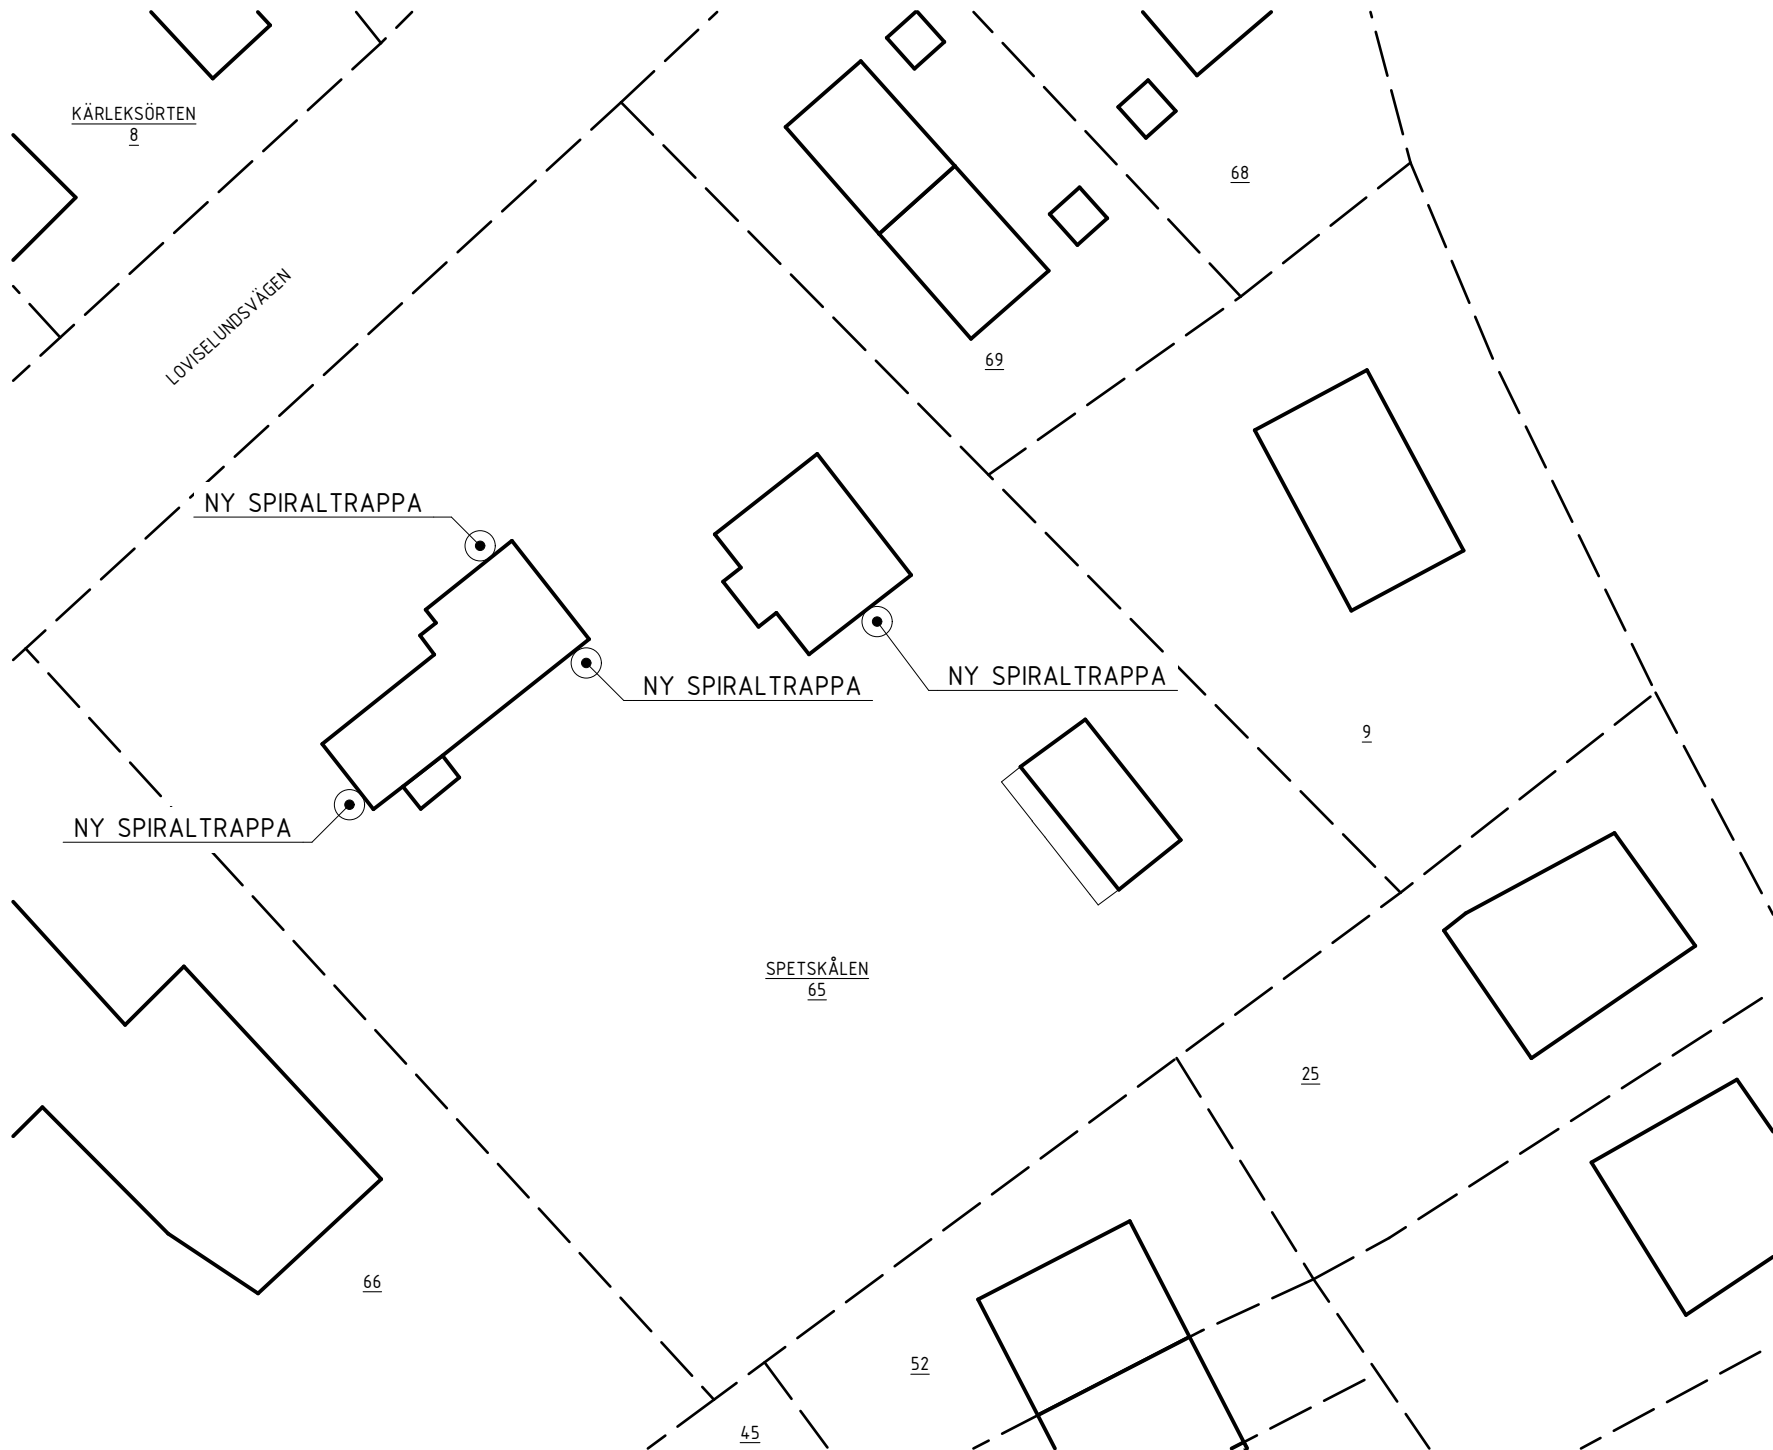 KÄRLEKSÖRTEN
8
68
LOVISELUNDSVÄGEN
69
NY SPIRALTRAPPA
NY SPIRALTRAPPA
NY SPIRALTRAPPA
9
NY SPIRALTRAPPA
SPETSKÅLEN
65
25
66
52
45